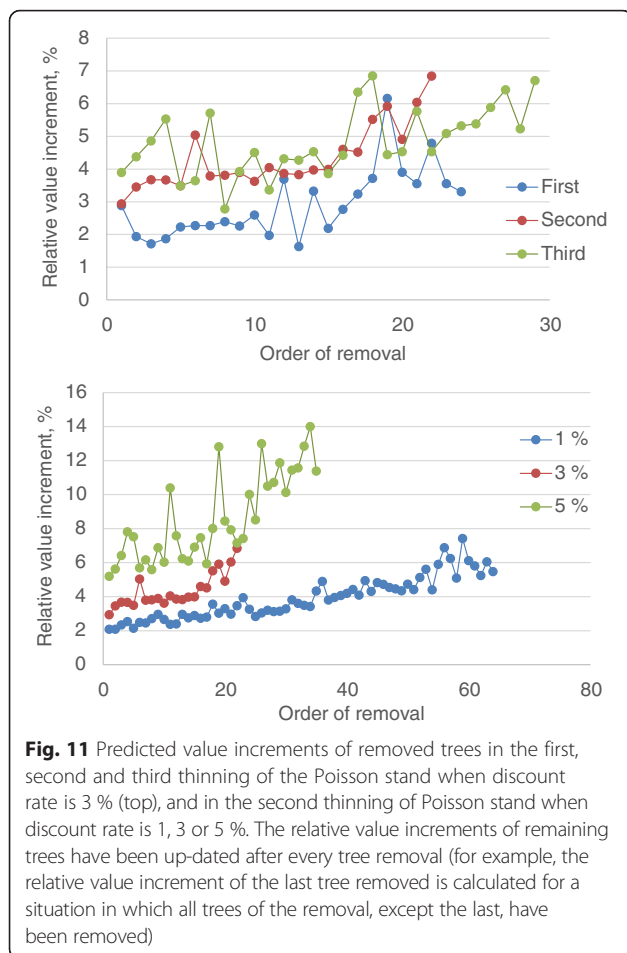 8
7
6
5
4
3
2
1
0
Relative value increment, %
First
Second
Third
0 10 20 30
Order of removal
16
14
12
10
8
6
4
2
0
Relative value increment, %
1 %
3 %
5 %
0 20 40 60 80
Order of removal
Fig. 11 Predicted value increments of removed trees in the first,
second and third thinning of the Poisson stand when discount
rate is 3 % (top), and in the second thinning of Poisson stand when
discount rate is 1, 3 or 5 %. The relative value increments of remaining
trees have been up-dated after every tree removal (for example, the
relative value increment of the last tree removed is calculated for a
situation in which all trees of the removal, except the last, have
been removed)